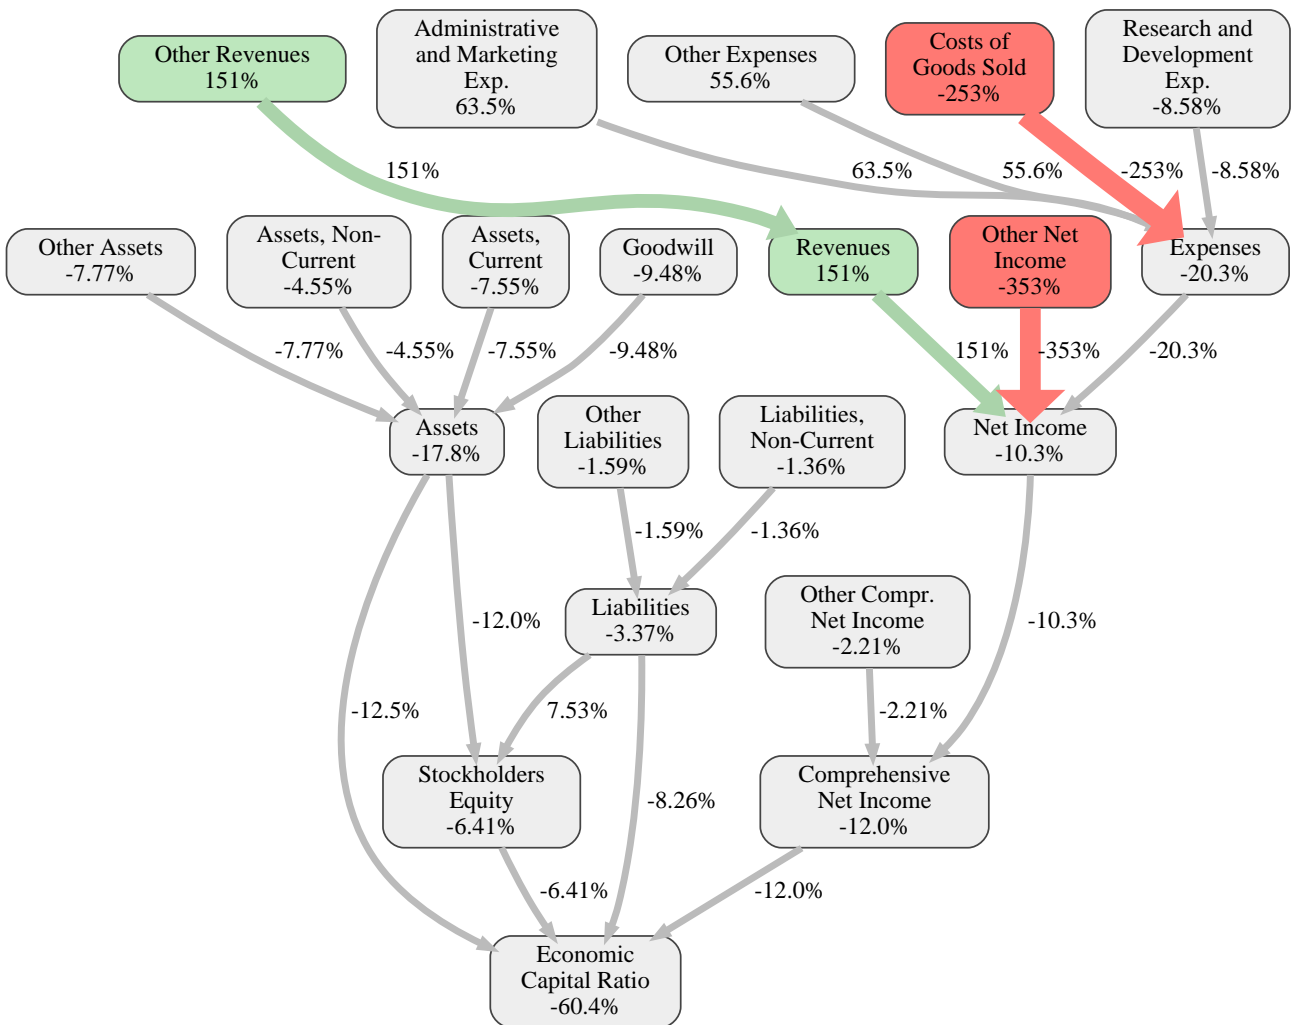 Other Revenues
151%
Administrative
and Marketing
Exp.
63.5%
Other Expenses
55.6%
Costs of
Goods Sold
-253%
Research and
Development
Exp.
-8.58%
151%
63.5%
55.6%
-253%
-8.58%
Other Assets
-7.77%
Assets, Non-
Current
-4.55%
Assets,
Current
-7.55%
Goodwill
-9.48%
Revenues
151%
Other Net
Income
-353%
Expenses
-20.3%
-7.77%
-4.55%
-7.55%
-9.48%
151%
-353%
-20.3%
Assets
-17.8%
Other
Liabilities
-1.59%
Liabilities,
Non-Current
-1.36%
Net Income
-10.3%
-1.59%
-1.36%
-12.0%
Liabilities
-3.37%
Other Compr.
Net Income
-2.21%
-10.3%
-12.5%
7.53%
-2.21%
Stockholders
Equity
-6.41%
-8.26%
Comprehensive
Net Income
-12.0%
-6.41%
-12.0%
Economic
Capital Ratio
-60.4%